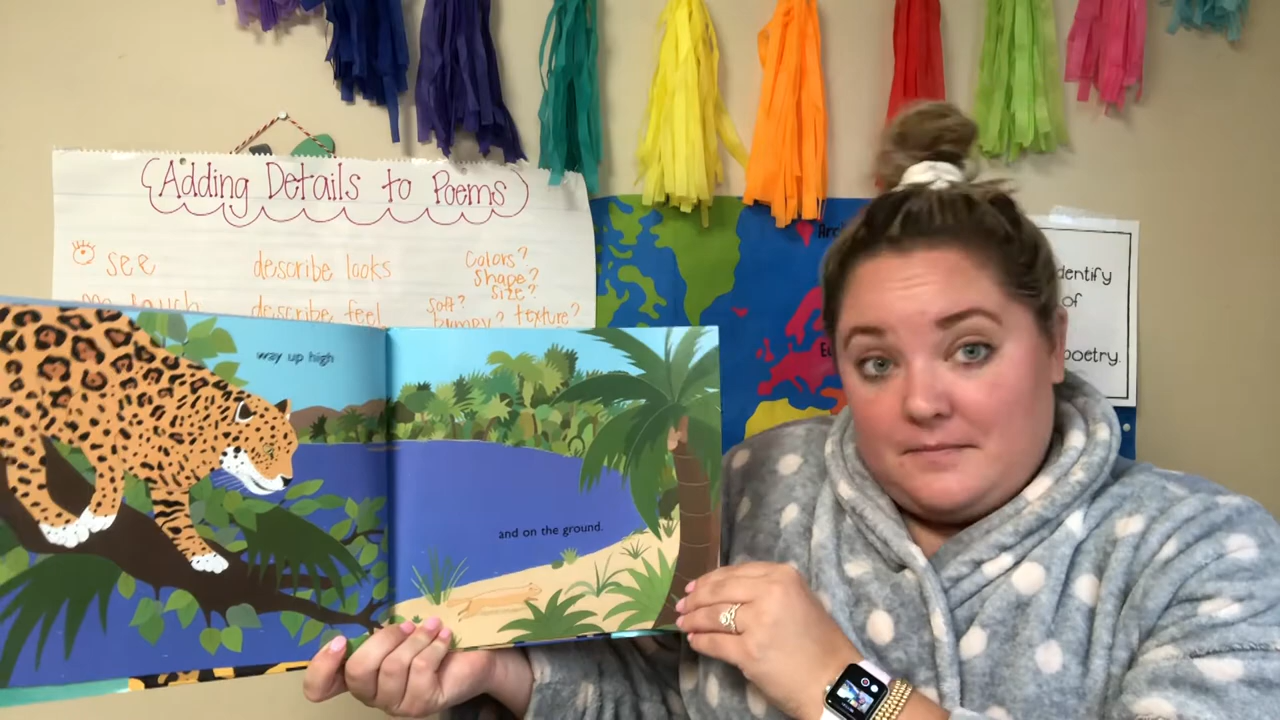 Adding Details to Poems
see describe looks Colors?
Shape?
Size?
describe feel soft?
bumpy? texture?
way up high
and on the ground.
dentify
of
poetry.